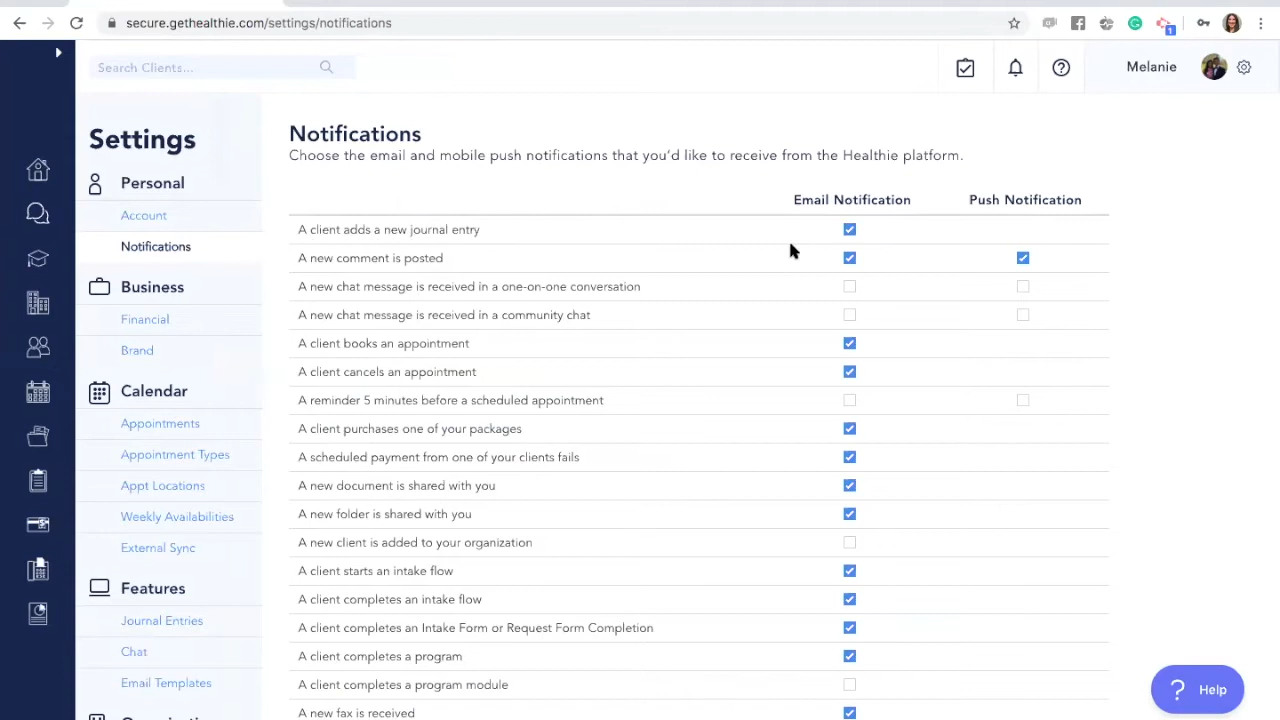 secure.gethealthie.com/settings/notifications
1
Search Clients...
Melanie
Settings
Personal
Account
Notifications
Business
Financial
Brand
Calendar
Appointments
Appointment Types
Appt Locations
Weekly Availabilities
External Sync
Features
Journal Entries
Chat
Email Templates
Notifications
Choose the email and mobile push notifications that you'd like to receive from the Healthie platform.
Email Notification Push Notification
A client adds a new journal entry
A new comment is posted
A new chat message is received in a one-on-one conversation
A new chat message is received in a community chat
A client books an appointment
A client cancels an appointment
A reminder 5 minutes before a scheduled appointment
A client purchases one of your packages
A scheduled payment from one of your clients fails
A new document is shared with you
A new folder is shared with you
A new client is added to your organization
A client starts an intake flow
A client completes an intake flow
A client completes an Intake Form or Request Form Completion
A client completes a program
A client completes a program module
A new fax is received
? Help